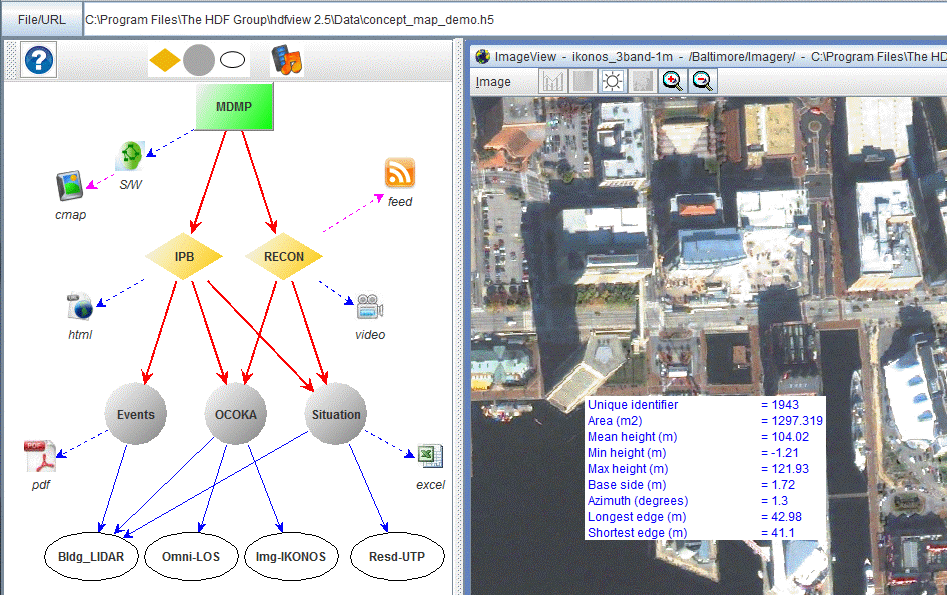 File/URL
C:\Program Files\The HDF Group\hdfview 2.5\Data\concept_map_demo.h5
MDMP
S/W
cmap
feed
IPB
RECON
html
video
Events
OCOKA
Situation
PDF
pdf
excel
Bldg_LIDAR
Omni-LOS
Img-IKONOS
Resd-UTP
ImageView - ikonos_3band-1m - /Baltimore/Imagery/ - C:\Program Files\The HD
Image
Unique identifier = 1943
Area (m2) = 1297.319
Mean height (m) = 104.02
Min height (m) = -1.21
Max height (m) = 121.93
Base side (m) = 1.72
Azimuth (degrees) = 1.3
Longest edge (m) = 42.98
Shortest edge (m) = 41.1